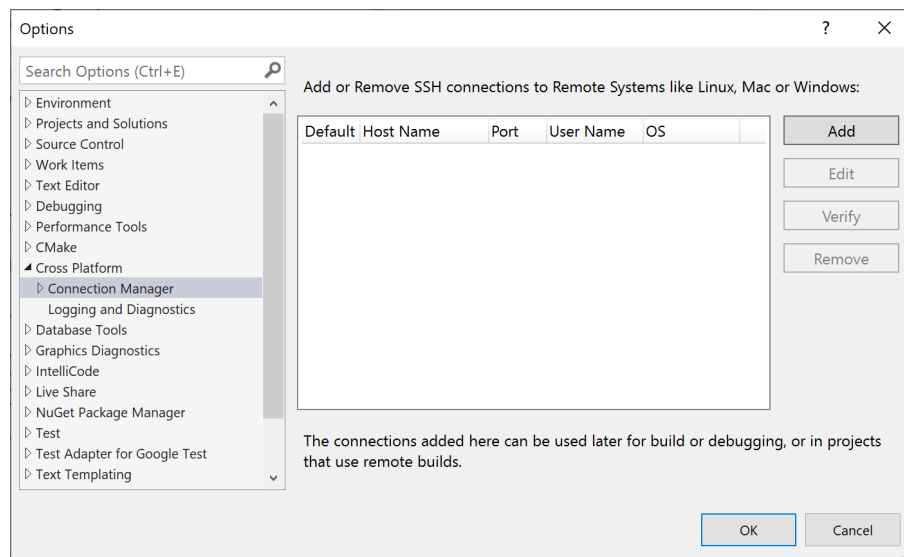 Options
?
Search Options (Ctrl+E)
Environment
Projects and Solutions
Source Control
Work Items
Text Editor
Debugging
Performance Tools
CMake
Cross Platform
Connection Manager
Logging and Diagnostics
Database Tools
Graphics Diagnostics
IntelliCode
Live Share
NuGet Package Manager
Test
Test Adapter for Google Test
Text Templating
Add or Remove SSH connections to Remote Systems like Linux, Mac or Windows:
Default Host Name Port User Name OS
Add
Edit
Verify
Remove
The connections added here can be used later for build or debugging, or in projects
that use remote builds.
OK
Cancel